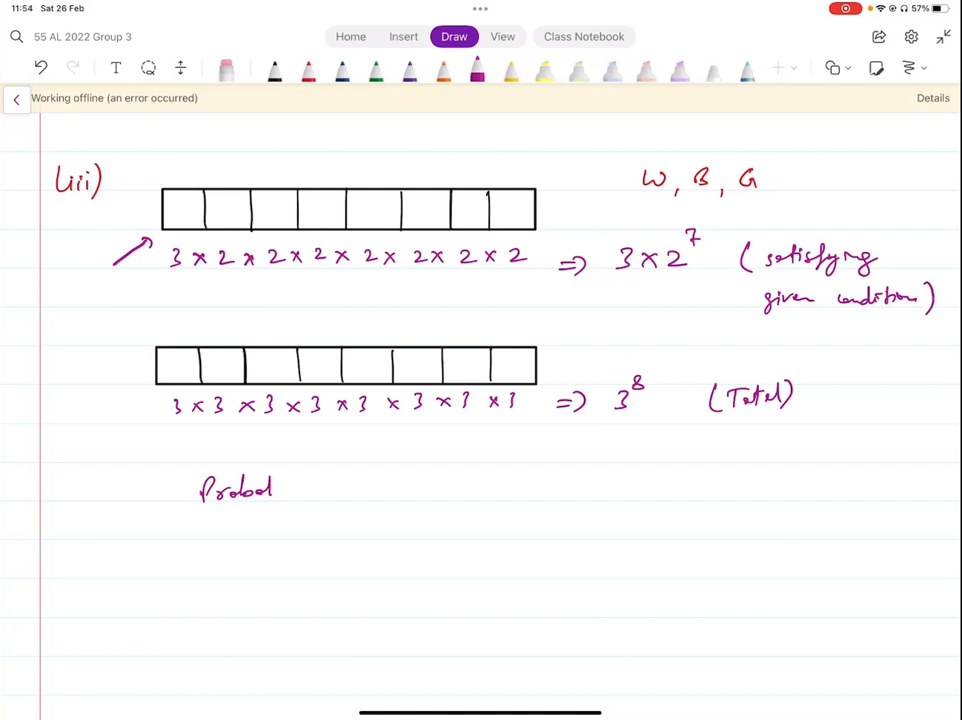 11:54 Sat 26 Feb
57%
55 AL 2022 Group 3
Home Insert Draw View Class Notebook
Working offline (an error occurred)
Details
(iii)
W, B, G
3 × 2 × 2 × 2 × 2 × 2 × 2 × 2 => 3 × 2^7 (satisfying
given condition)
3 × 3 × 3 × 3 × 3 × 3 × 3 × 3 => 3^8 (Total)
Probab